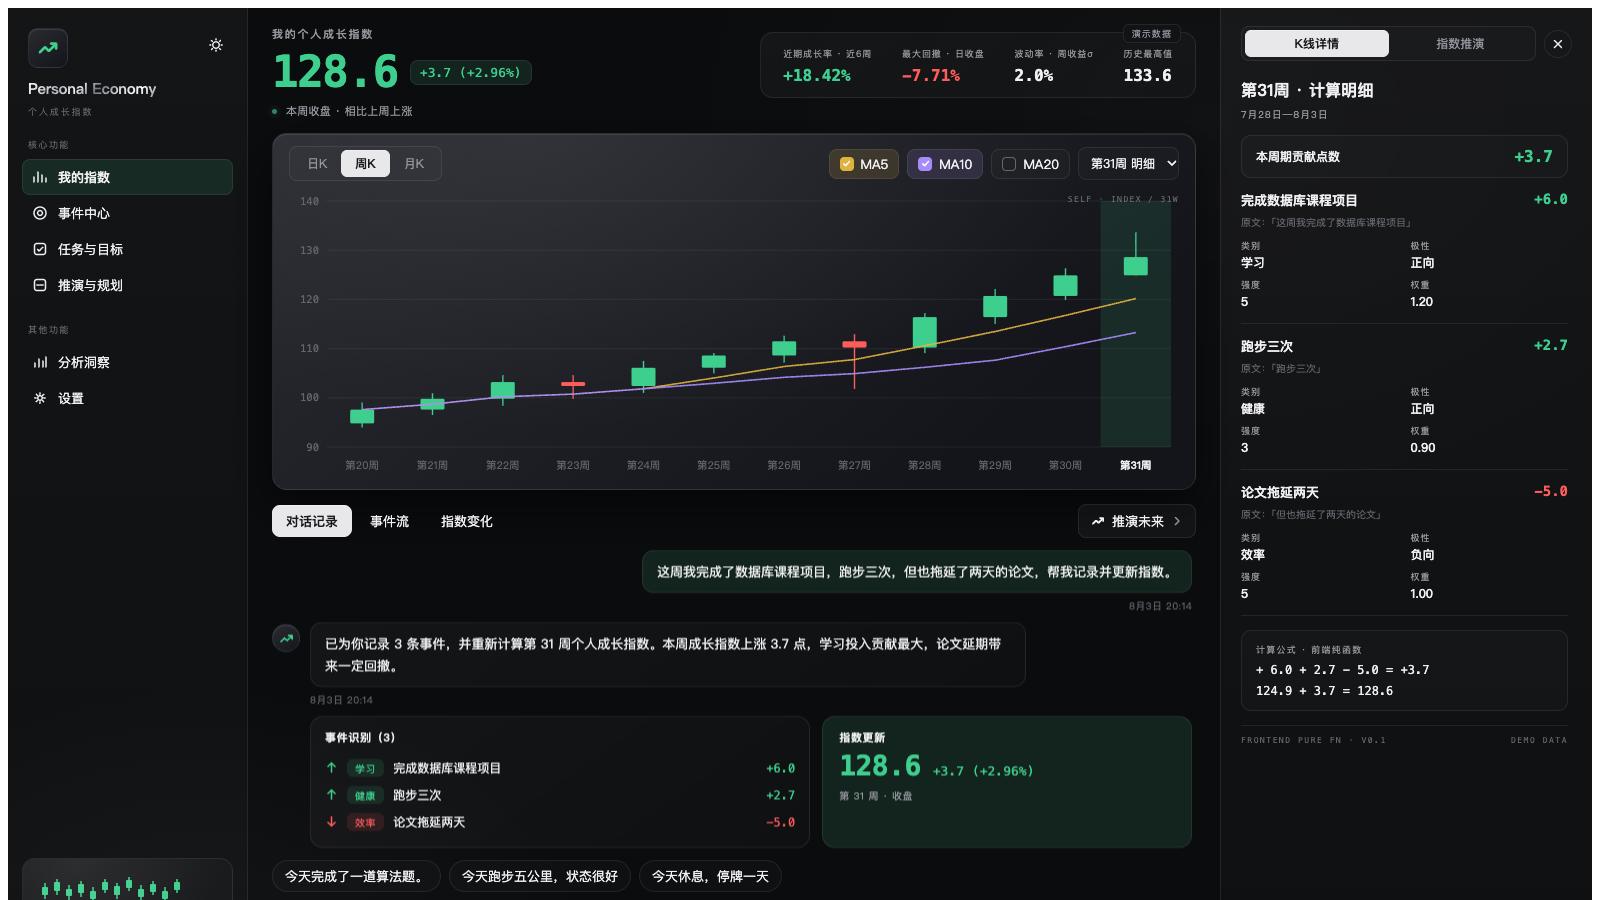 Personal Economy
个人成长指数
核心功能
我的指数
事件中心
任务与目标
推演与规划
其他功能
分析洞察
设置
我的个人成长指数
128.6
+3.7 (+2.96%)
本周收盘 · 相比上周上涨
演示数据
近期成长率 · 近6周
+18.42%
最大回撤 · 日收盘
−7.71%
波动率 · 周收益σ
2.0%
历史最高值
133.6
日K
周K
月K
MA5
MA10
MA20
第31周 明细
SELF · INDEX / 31W
140
130
120
110
100
90
第20周
第21周
第22周
第23周
第24周
第25周
第26周
第27周
第28周
第29周
第30周
第31周
对话记录
事件流
指数变化
推演未来
这周我完成了数据库课程项目，跑步三次，但也拖延了两天的论文，帮我记录并更新指数。
8月3日 20:14
已为你记录 3 条事件，并重新计算第 31 周个人成长指数。本周成长指数上涨 3.7 点，学习投入贡献最大，论文延期带
来一定回撤。
8月3日 20:14
事件识别（3）
学习 完成数据库课程项目 +6.0
健康 跑步三次 +2.7
效率 论文拖延两天 −5.0
指数更新
128.6 +3.7 (+2.96%)
第 31 周 · 收盘
今天完成了一道算法题。
今天跑步五公里，状态很好
今天休息，停牌一天
K线详情
指数推演
第31周 · 计算明细
7月28日—8月3日
本周期贡献点数 +3.7
完成数据库课程项目 +6.0
原文：「这周我完成了数据库课程项目」
类别 极性
学习 正向
强度 权重
5 1.20
跑步三次 +2.7
原文：「跑步三次」
类别 极性
健康 正向
强度 权重
3 0.90
论文拖延两天 −5.0
原文：「但也拖延了两天的论文」
类别 极性
效率 负向
强度 权重
5 1.00
计算公式 · 前端纯函数
+ 6.0 + 2.7 − 5.0 = +3.7
124.9 + 3.7 = 128.6
FRONTEND PURE FN · V0.1
DEMO DATA